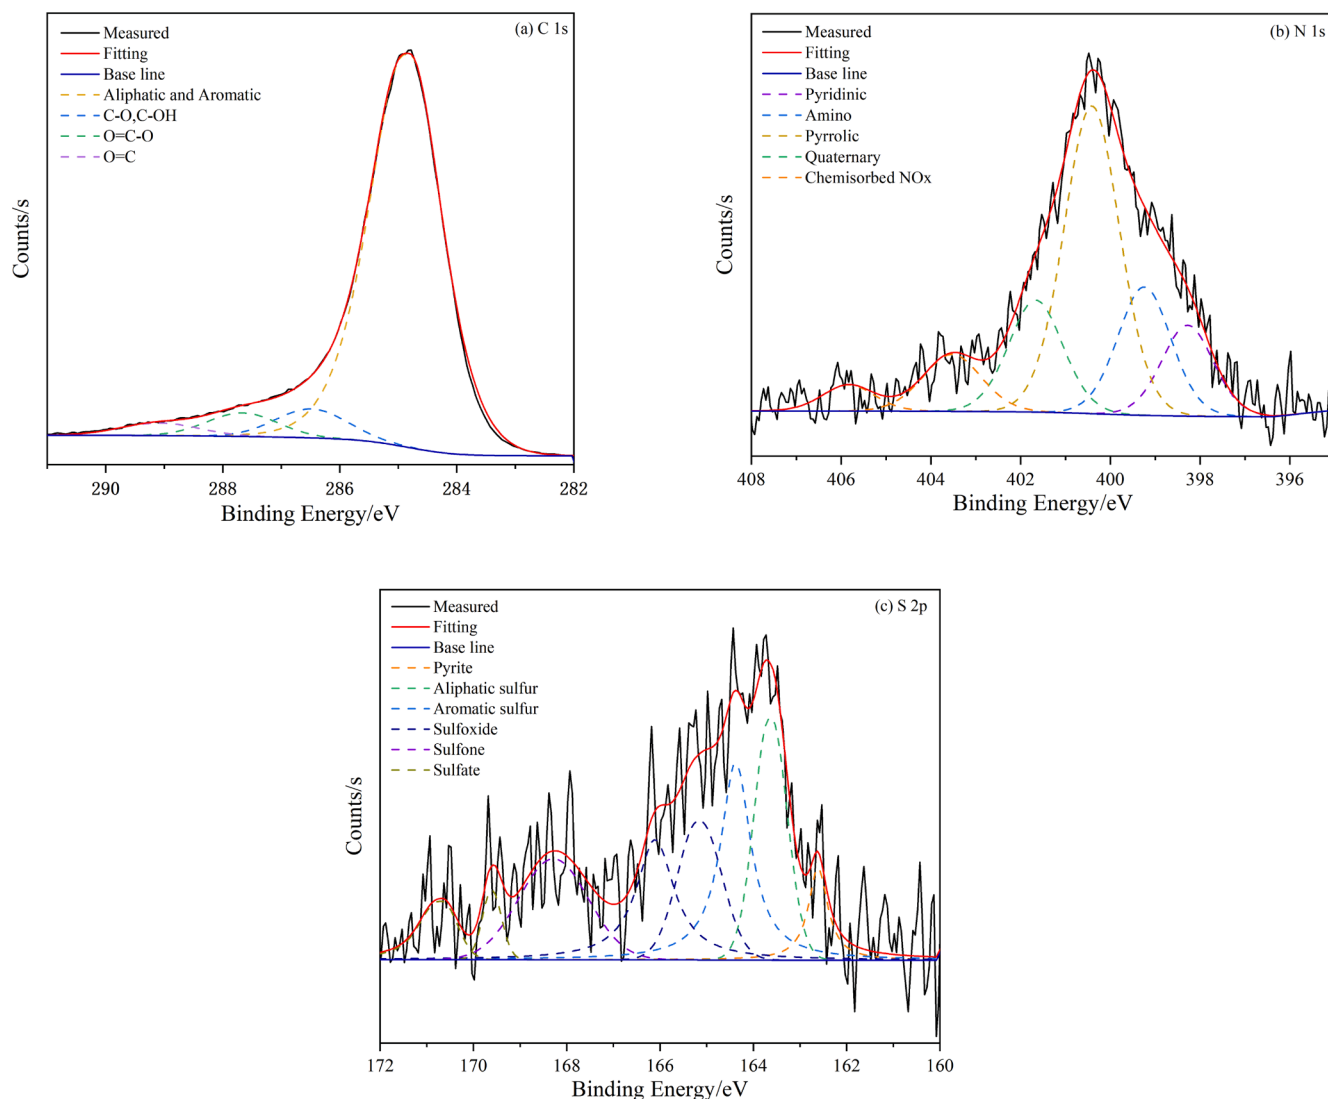 (a) C 1s
Measured
Fitting
Base line
Aliphatic and Aromatic
C-O,C-OH
O=C-O
O=C
Counts/s
290 288 286 284 282
Binding Energy/eV
(b) N 1s
Measured
Fitting
Base line
Pyridinic
Amino
Pyrrolic
Quaternary
Chemisorbed NOx
Counts/s
408 406 404 402 400 398 396
Binding Energy/eV
(c) S 2p
Measured
Fitting
Base line
Pyrite
Aliphatic sulfur
Aromatic sulfur
Sulfoxide
Sulfone
Sulfate
Counts/s
172 170 168 166 164 162 160
Binding Energy/eV